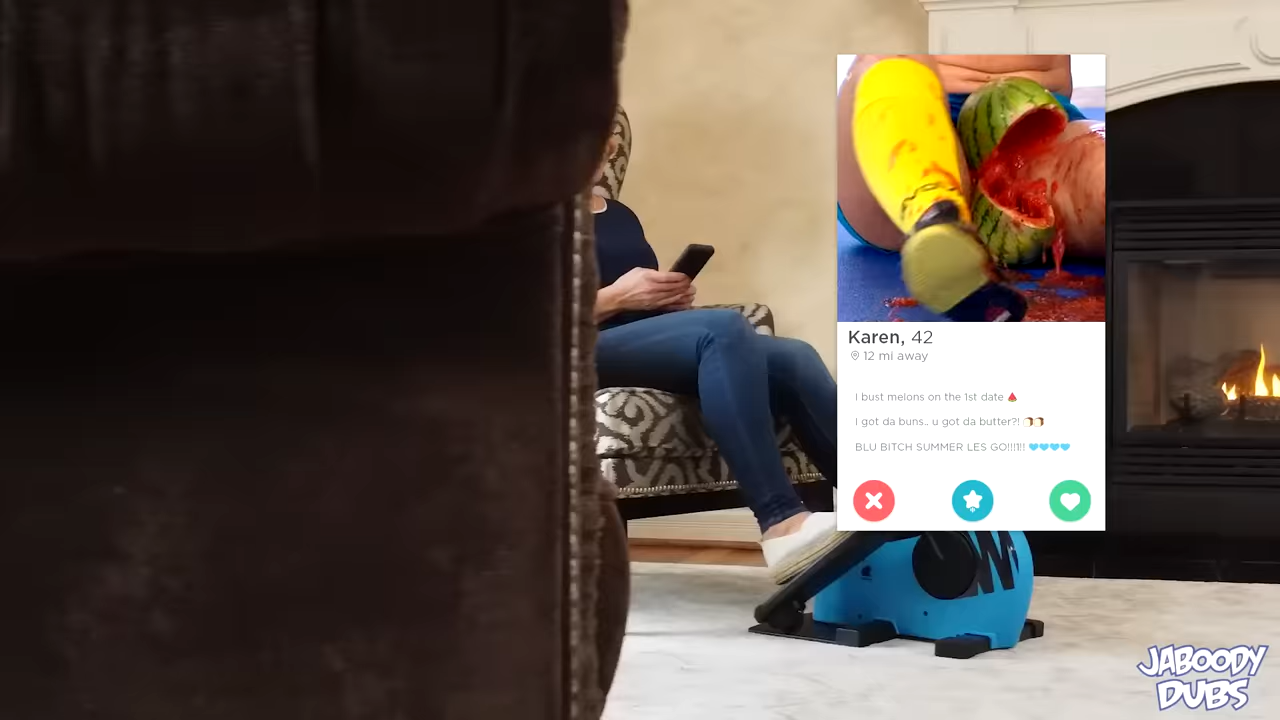 Karen, 42
12 mi away
I bust melons on the 1st date 🍉
I got da buns.. u got da butter?! 🍞🍞
BLU BITCH SUMMER LES GO!!!1!! 🩵🩵🩵🩵
JABOODY
DUBS